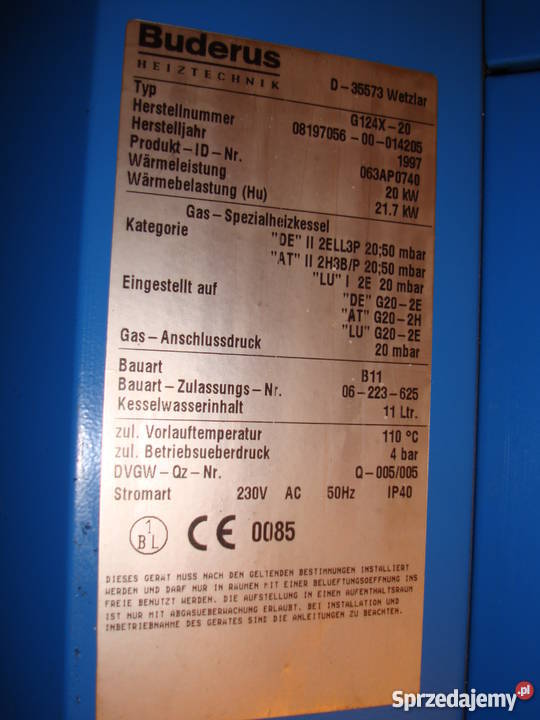 Buderus
HEIZTECHNIK D-35573 Wetzlar
Typ G124X-20
Herstellnummer 08197056-00-014205
Herstelljahr 1997
Produkt-ID-Nr. 063AP0740
Wärmeleistung 20 kW
Wärmebelastung (Hu) 21.7 kW
Gas-Spezialheizkessel
Kategorie "DE" II 2ELL3P 20;50 mbar
"AT" II 2H3B/P 20;50 mbar
"LU" I 2E 20 mbar
Eingestellt auf "DE" G20-2E
"AT" G20-2H
"LU" G20-2E
Gas-Anschlussdruck 20 mbar
Bauart B11
Bauart-Zulassungs-Nr. 06-223-625
Kesselwasserinhalt 11 Ltr.
zul. Vorlauftemperatur 110 °C
zul. Betriebsueberdruck 4 bar
DVGW-Qz-Nr. Q-005/005
Stromart 230V AC 50Hz IP40
1
BL
CE 0085
DIESES GERÄT MUSS NACH DEN GELTENDEN BESTIMMUNGEN INSTALLIERT
WERDEN UND DARF NUR IN RÄUMEN MIT EINER BELUEFTUNGSOEFFNUNG INS
FREIE BENUTZT WERDEN. DIE AUFSTELLUNG IN EINEM AUFENTHALTSRAUM
IST NUR MIT ABGASUEBERWACHUNG ERLAUBT. BEI INSTALLATION UND
INBETRIEBNAHME DES GERÄTES SIND DIE ANLEITUNGEN ZU BEACHTEN.
Sprzedajemy.pl